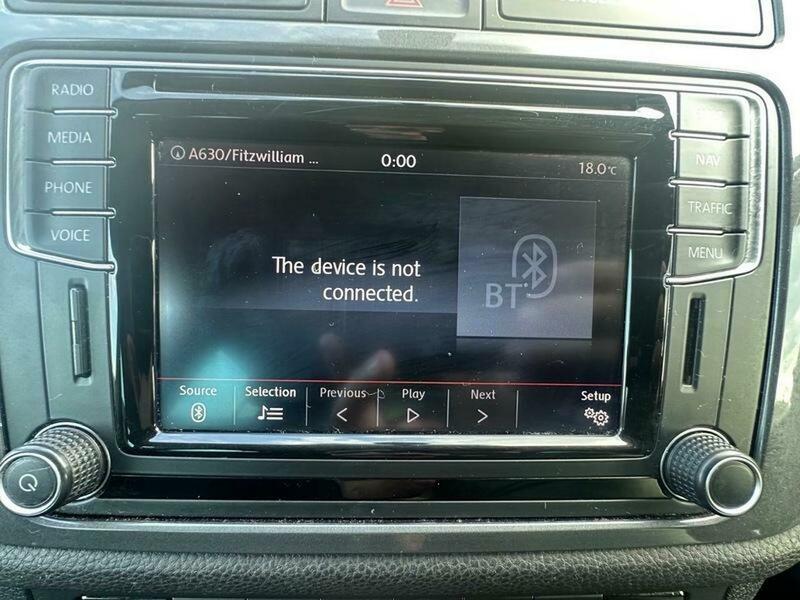 RADIO
MEDIA
PHONE
VOICE
A630/Fitzwilliam ...
0:00
18.0°C
The device is not
connected.
BT
NAV
TRAFFIC
MENU
Source
Selection
Previous
Play
Next
Setup